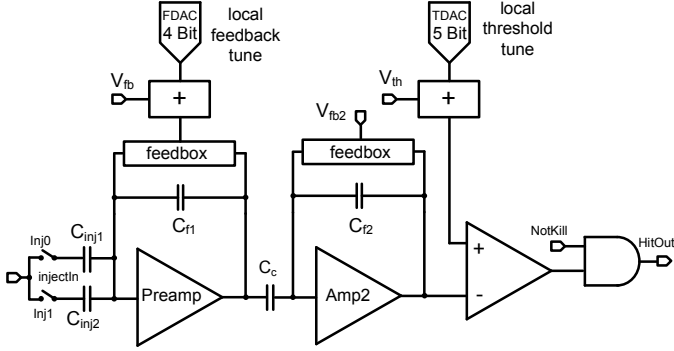 FDAC
4 Bit
local
feedback
tune
TDAC
5 Bit
local
threshold
tune
Vfb
+
Vth
+
Vfb2
feedbox
feedbox
Cf1
Cf2
Inj0
Cinj1
injectIn
Inj1
Cinj2
Preamp
Cc
Amp2
+
-
NotKill
HitOut